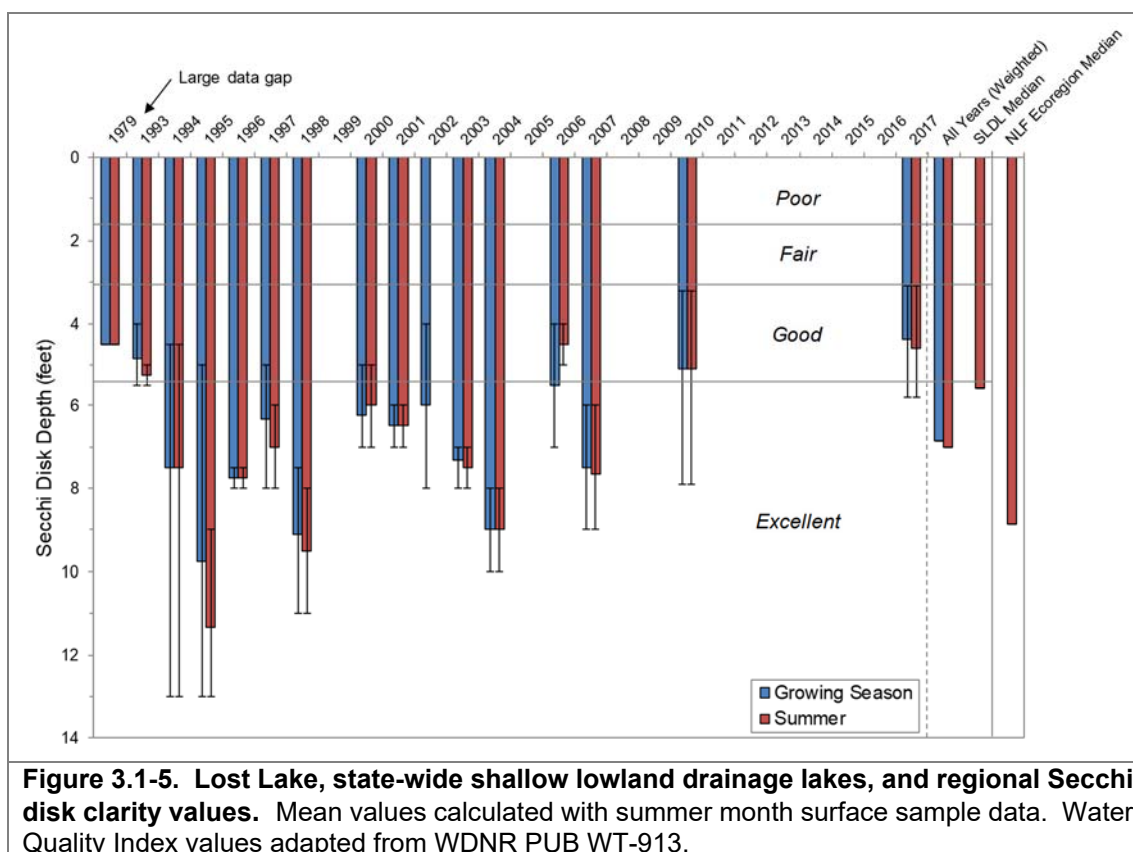 Large data gap
1979 1993 1994 1995 1996 1997 1998 1999 2000 2001 2002 2003 2004 2005 2006 2007 2008 2009 2010 2011 2012 2013 2014 2015 2016 2017 All Years (Weighted) SLDL Median NLF Ecoregion Median
0
2
4
6
8
10
12
14
Secchi Disk Depth (feet)
Poor
Fair
Good
Excellent
Growing Season
Summer
Figure 3.1-5. Lost Lake, state-wide shallow lowland drainage lakes, and regional Secchi
disk clarity values. Mean values calculated with summer month surface sample data. Water
Quality Index values adapted from WDNR PUB WT-913.